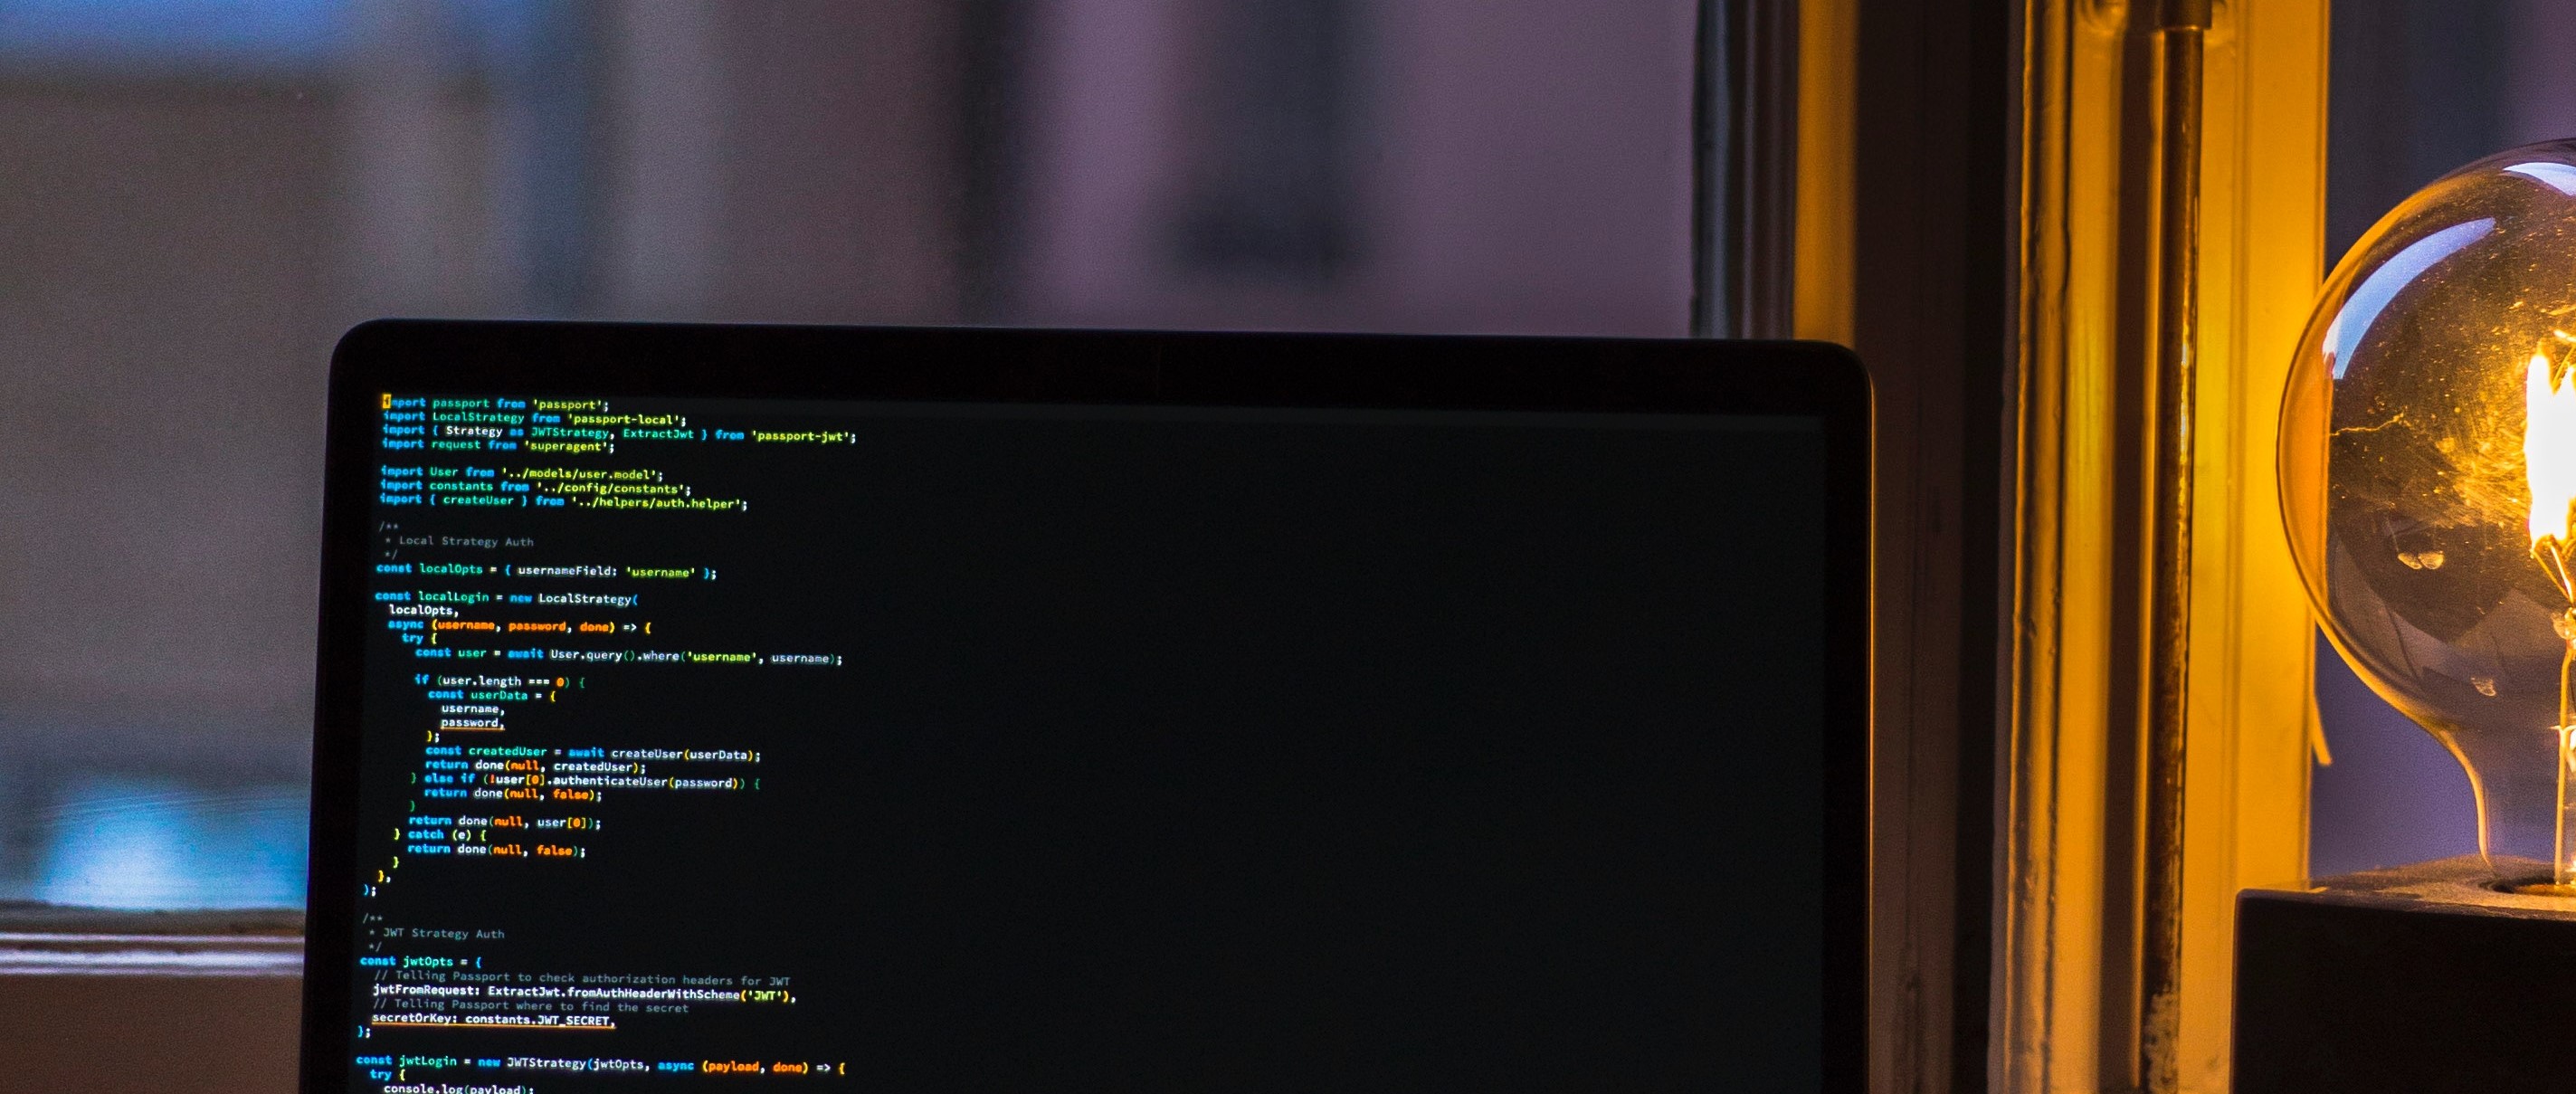 import passport from 'passport';
import LocalStrategy from 'passport-local';
import { Strategy as JWTStrategy, ExtractJwt } from 'passport-jwt';
import request from 'superagent';
import User from '../models/user.model';
import constants from '../config/constants';
import { createUser } from '../helpers/auth.helper';
/**
* Local Strategy Auth
*/
const localOpts = { usernameField: 'username' };
const localLogin = new LocalStrategy(
localOpts,
async (username, password, done) => {
try {
const user = await User.query().where('username', username);
if (user.length === 0) {
const userData = {
username,
password,
};
const createdUser = await createUser(userData);
return done(null, createdUser);
} else if (!user[0].authenticateUser(password)) {
return done(null, false);
}
return done(null, user[0]);
} catch (e) {
return done(null, false);
}
},
);
/**
* JWT Strategy Auth
*/
const jwtOpts = {
// Telling Passport to check authorization headers for JWT
jwtFromRequest: ExtractJwt.fromAuthHeaderWithScheme('JWT'),
// Telling Passport where to find the secret
secretOrKey: constants.JWT_SECRET,
};
const jwtLogin = new JWTStrategy(jwtOpts, async (payload, done) => {
try {
console.log(payload);